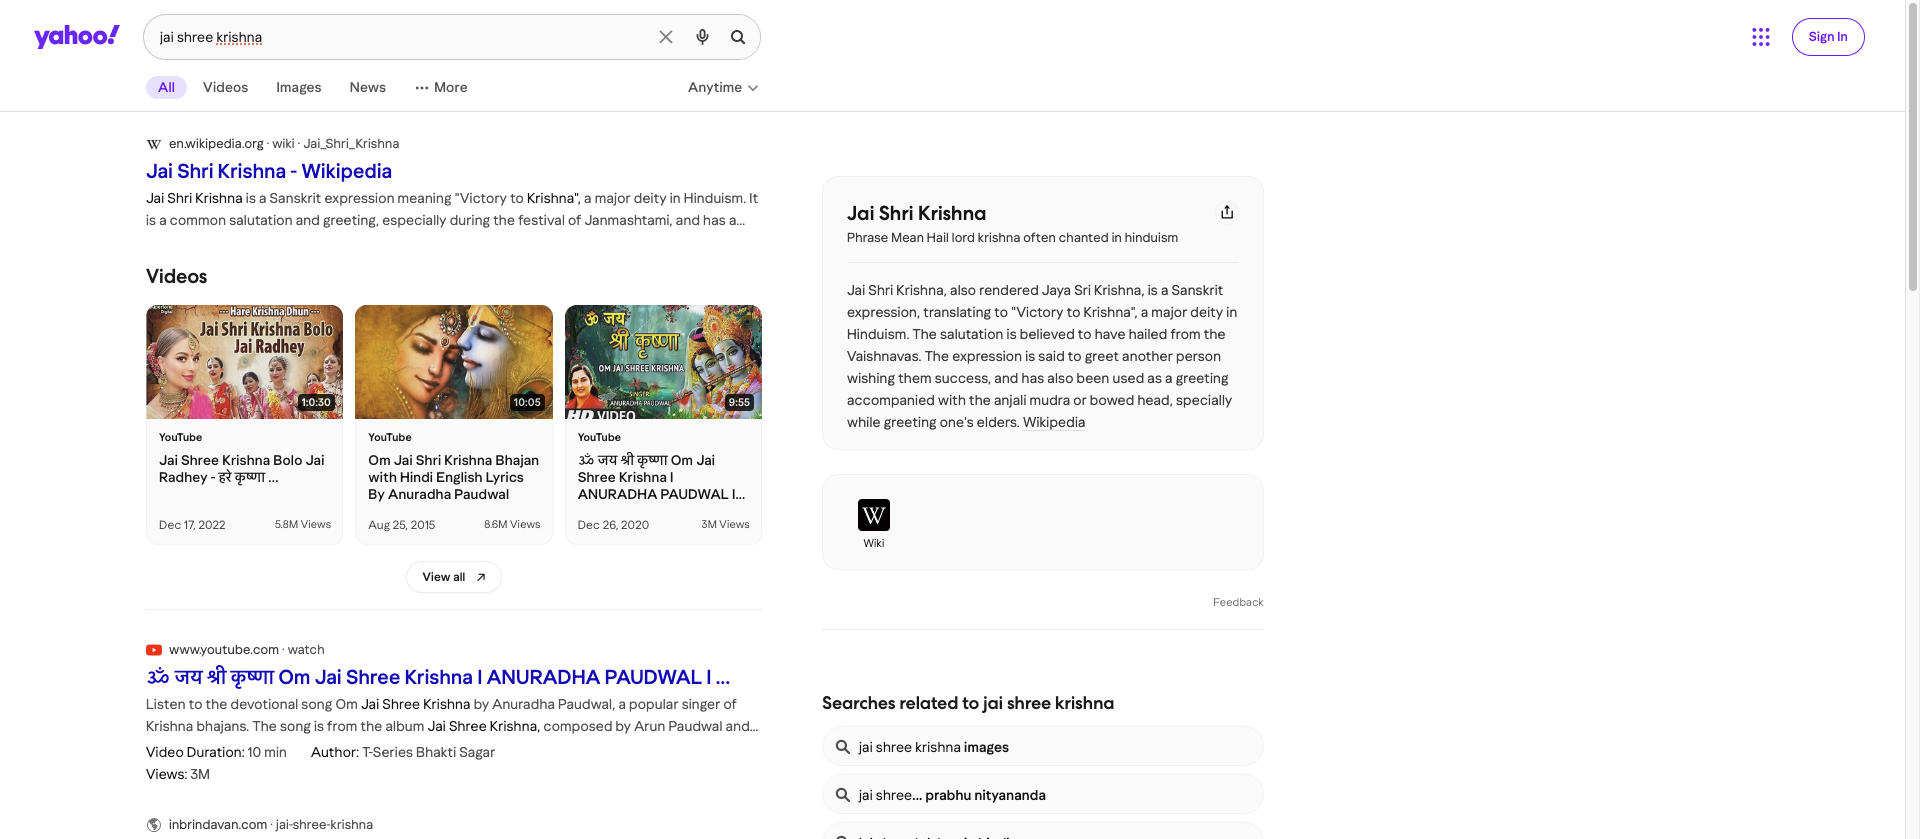 yahoo!
jai shree krishna
Sign In
All
Videos
Images
News
More
Anytime
en.wikipedia.org · wiki · Jai_Shri_Krishna
Jai Shri Krishna - Wikipedia
Jai Shri Krishna is a Sanskrit expression meaning "Victory to Krishna", a major deity in Hinduism. It
is a common salutation and greeting, especially during the festival of Janmashtami, and has a...
Videos
--- Hare Krishna Dhun ---
Jai Shri Krishna Bolo
Jai Radhey
1:0:30
YouTube
Jai Shree Krishna Bolo Jai
Radhey - हरे कृष्णा ...
Dec 17, 2022
5.8M Views
10:05
YouTube
Om Jai Shri Krishna Bhajan
with Hindi English Lyrics
By Anuradha Paudwal
Aug 25, 2015
8.6M Views
ॐ जय
श्री कृष्णा
OM JAI SHREE KRISHNA
SINGER
ANURADHA PAUDWAL
HD VIDEO
9:55
YouTube
ॐ जय श्री कृष्णा Om Jai
Shree Krishna I
ANURADHA PAUDWAL I...
Dec 26, 2020
3M Views
View all
www.youtube.com · watch
ॐ जय श्री कृष्णा Om Jai Shree Krishna I ANURADHA PAUDWAL I ...
Listen to the devotional song Om Jai Shree Krishna by Anuradha Paudwal, a popular singer of
Krishna bhajans. The song is from the album Jai Shree Krishna, composed by Arun Paudwal and...
Video Duration: 10 min Author: T-Series Bhakti Sagar
Views: 3M
inbrindavan.com · jai-shree-krishna
Jai Shri Krishna
Phrase Mean Hail lord krishna often chanted in hinduism
Jai Shri Krishna, also rendered Jaya Sri Krishna, is a Sanskrit
expression, translating to "Victory to Krishna", a major deity in
Hinduism. The salutation is believed to have hailed from the
Vaishnavas. The expression is said to greet another person
wishing them success, and has also been used as a greeting
accompanied with the anjali mudra or bowed head, specially
while greeting one's elders. Wikipedia
W
Wiki
Feedback
Searches related to jai shree krishna
jai shree krishna images
jai shree... prabhu nityananda